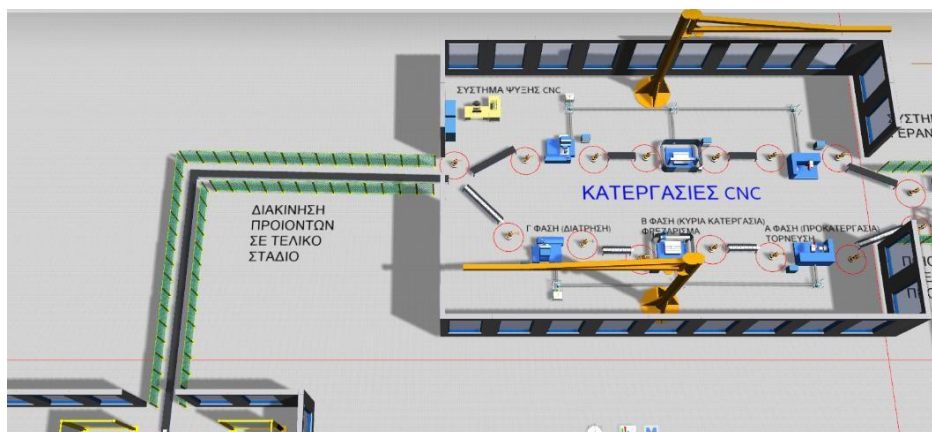 ΣΥΣΤΗΜΑ ΨΥΞΗΣ CNC
ΚΑΤΕΡΓΑΣΙΕΣ CNC
ΔΙΑΚΙΝΗΣΗ
ΠΡΟΙΟΝΤΩΝ
ΣΕ ΤΕΛΙΚΟ
ΣΤΑΔΙΟ
Γ ΦΑΣΗ (ΔΙΑΤΡΗΣΗ)
Β ΦΑΣΗ (ΚΥΡΙΑ ΚΑΤΕΡΓΑΣΙΑ)
ΦΡΕΖΑΡΙΣΜΑ
Α ΦΑΣΗ (ΠΡΟΚΑΤΕΡΓΑΣΙΑ)
ΤΟΡΝΕΥΣΗ